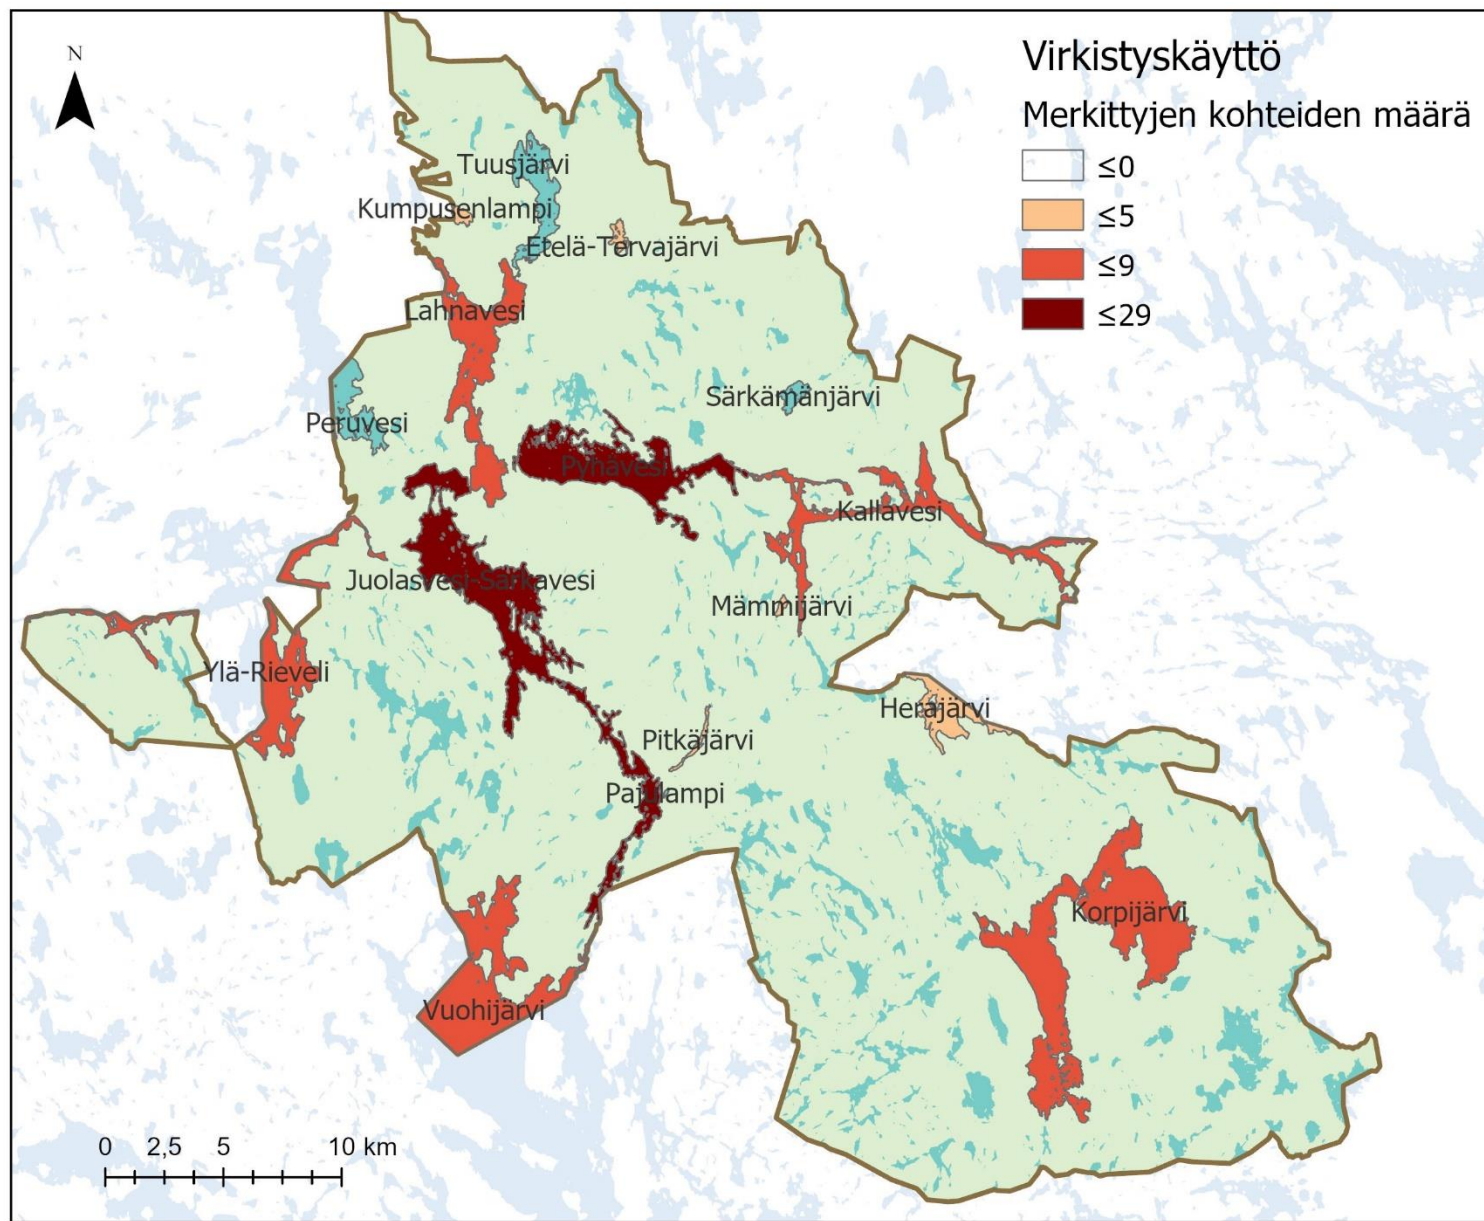 N
Virkistyskäyttö
Merkittyjen kohteiden määrä
≤0
≤5
≤9
≤29
Tuusjärvi
Kumpusenlampi
Etelä-Tervajärvi
Lahnavesi
Särkämänjärvi
Peruvesi
Pyhävesi
Kallavesi
Juolasvesi-Sarkavesi
Mämmijärvi
Ylä-Rieveli
Herajärvi
Pitkäjärvi
Pajulampi
Korpijärvi
Vuohijärvi
0 2,5 5 10 km